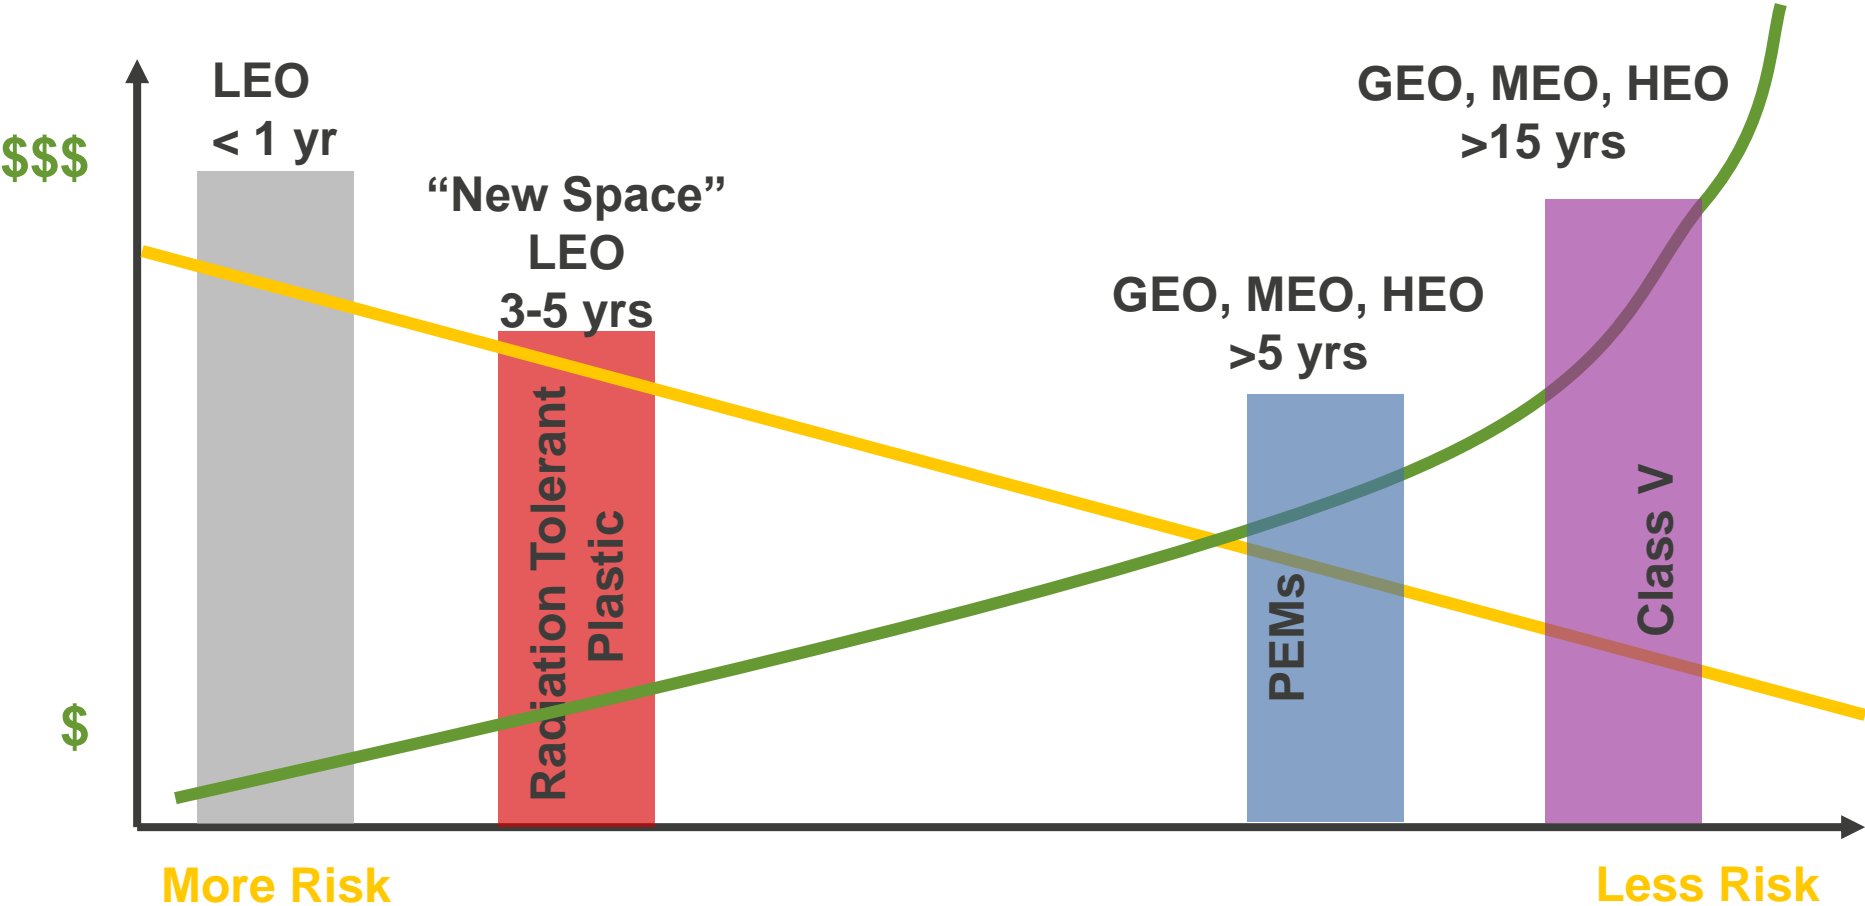 LEO
< 1 yr
$$$
“New Space”
LEO
3-5 yrs
Radiation Tolerant
Plastic
GEO, MEO, HEO
>5 yrs
PEMs
GEO, MEO, HEO
>15 yrs
Class V
$
More Risk
Less Risk